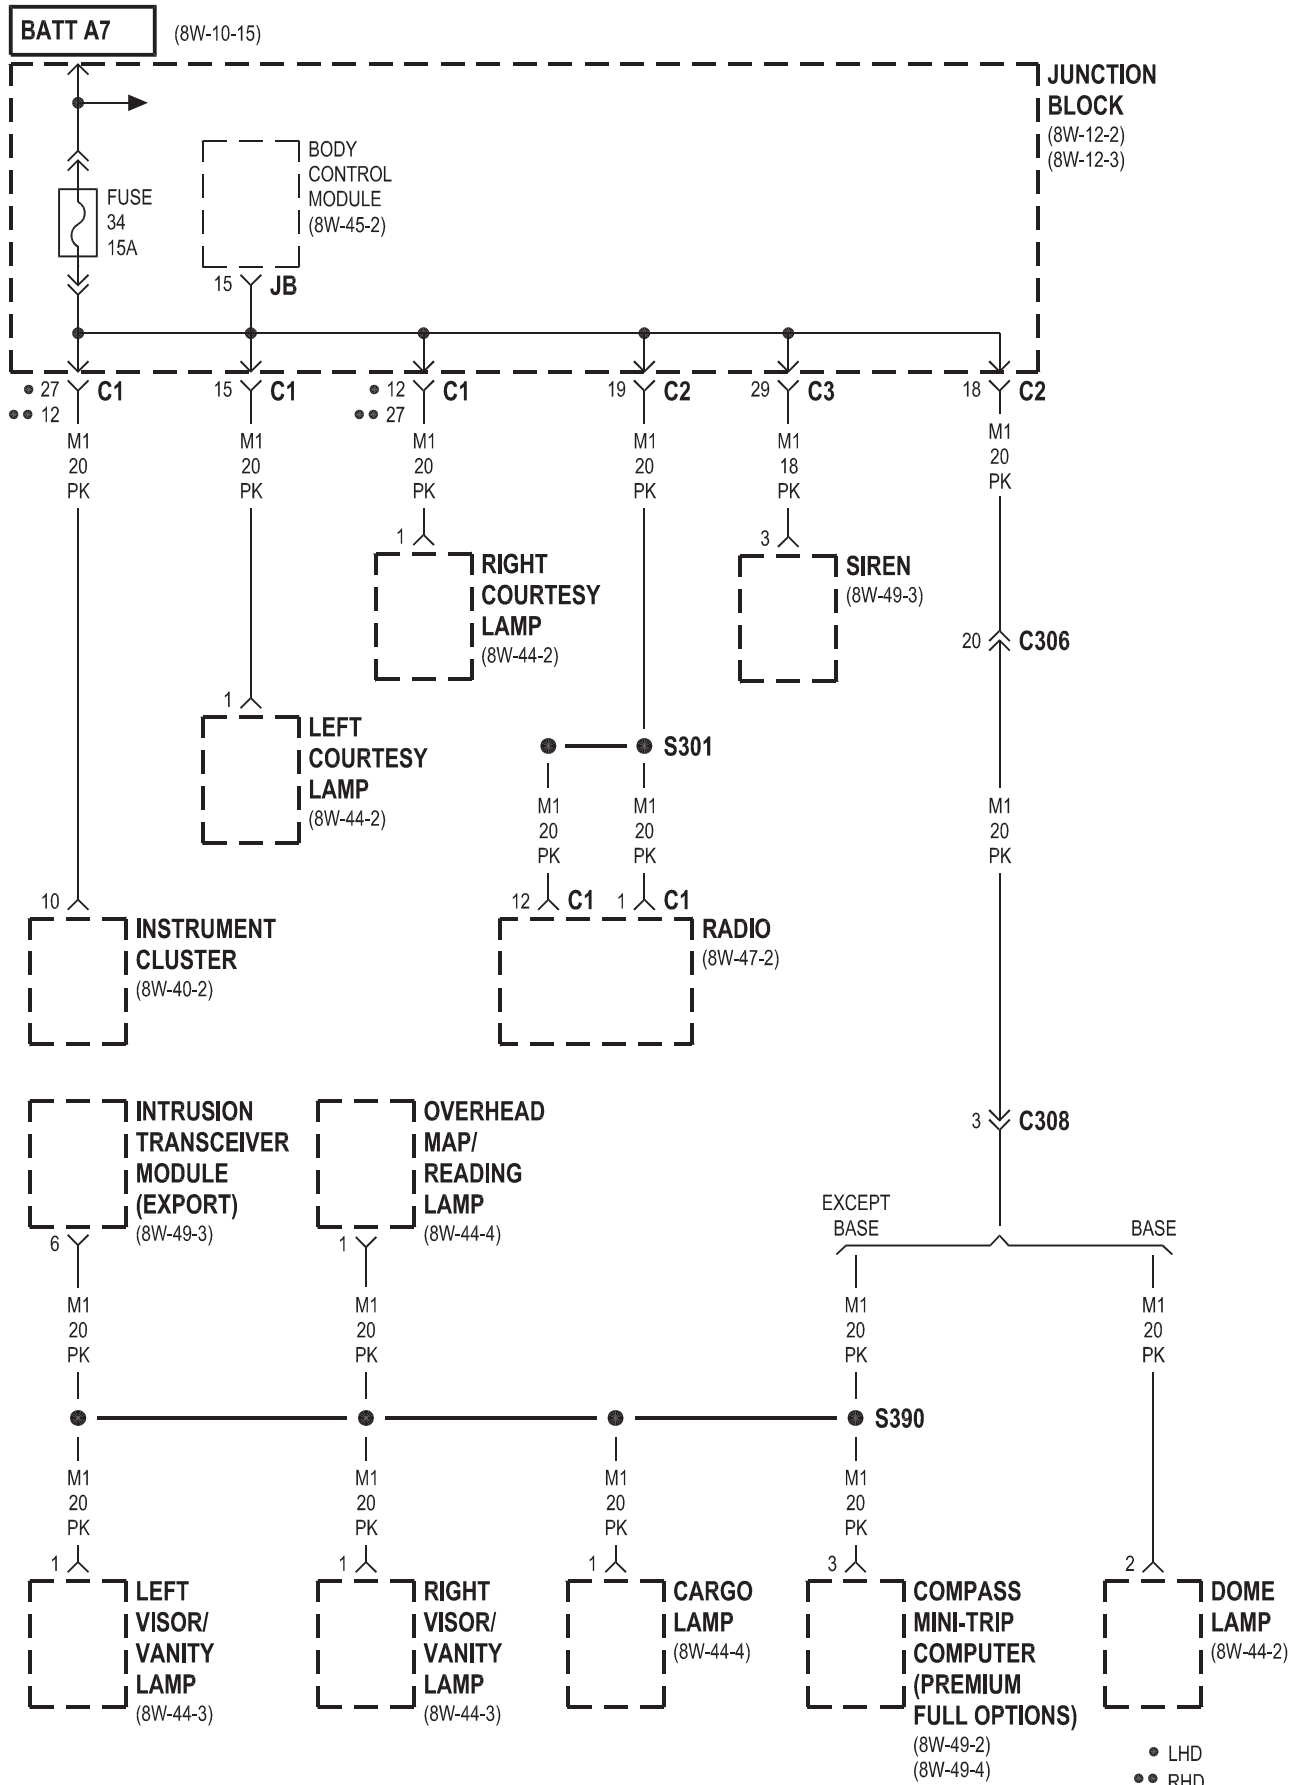 BATT A7
(8W-10-15)
JUNCTION
BLOCK
(8W-12-2)
(8W-12-3)
FUSE
34
15A
BODY
CONTROL
MODULE
(8W-45-2)
15 JB
27 C1
12
15 C1
12 C1
27
19 C2
29 C3
18 C2
M1
20
PK
M1
20
PK
M1
20
PK
M1
20
PK
M1
18
PK
M1
20
PK
1
RIGHT
COURTESY
LAMP
(8W-44-2)
3
SIREN
(8W-49-3)
20 C306
1
LEFT
COURTESY
LAMP
(8W-44-2)
S301
M1
20
PK
M1
20
PK
M1
20
PK
10
INSTRUMENT
CLUSTER
(8W-40-2)
12 C1
1 C1
RADIO
(8W-47-2)
3 C308
INTRUSION
TRANSCEIVER
MODULE
(EXPORT)
(8W-49-3)
6
OVERHEAD
MAP/
READING
LAMP
(8W-44-4)
1
EXCEPT
BASE
BASE
M1
20
PK
M1
20
PK
M1
20
PK
M1
20
PK
S390
M1
20
PK
M1
20
PK
M1
20
PK
M1
20
PK
1
LEFT
VISOR/
VANITY
LAMP
(8W-44-3)
1
RIGHT
VISOR/
VANITY
LAMP
(8W-44-3)
1
CARGO
LAMP
(8W-44-4)
3
COMPASS
MINI-TRIP
COMPUTER
(PREMIUM
FULL OPTIONS)
(8W-49-2)
(8W-49-4)
2
DOME
LAMP
(8W-44-2)
LHD
RHD